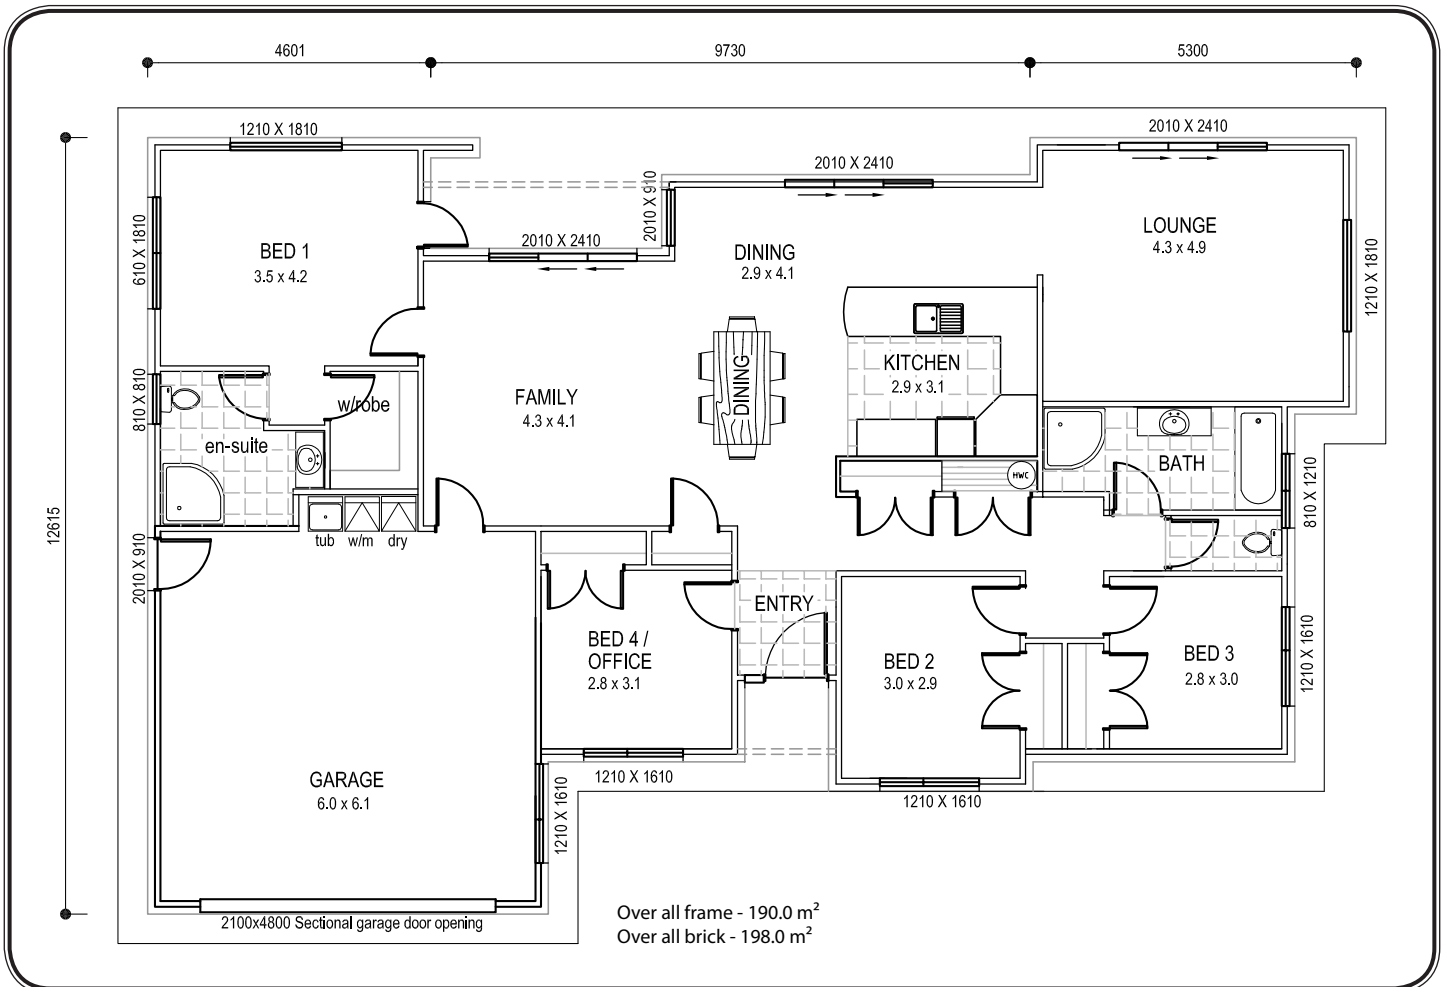 4601
9730
5300
12615
1210 X 1810
2010 X 2410
2010 X 2410
2010 X 910
2010 X 2410
610 X 1810
BED 1
3.5 x 4.2
DINING
2.9 x 4.1
LOUNGE
4.3 x 4.9
1210 X 1810
810 X 810
w/robe
en-suite
FAMILY
4.3 x 4.1
DINING
KITCHEN
2.9 x 3.1
HWC
BATH
810 X 1210
tub
w/m
dry
2010 X 910
ENTRY
BED 4 /
OFFICE
2.8 x 3.1
BED 2
3.0 x 2.9
BED 3
2.8 x 3.0
1210 X 1610
GARAGE
6.0 x 6.1
1210 X 1610
1210 X 1610
1210 X 1610
2100x4800 Sectional garage door opening
Over all frame - 190.0 m²
Over all brick - 198.0 m²